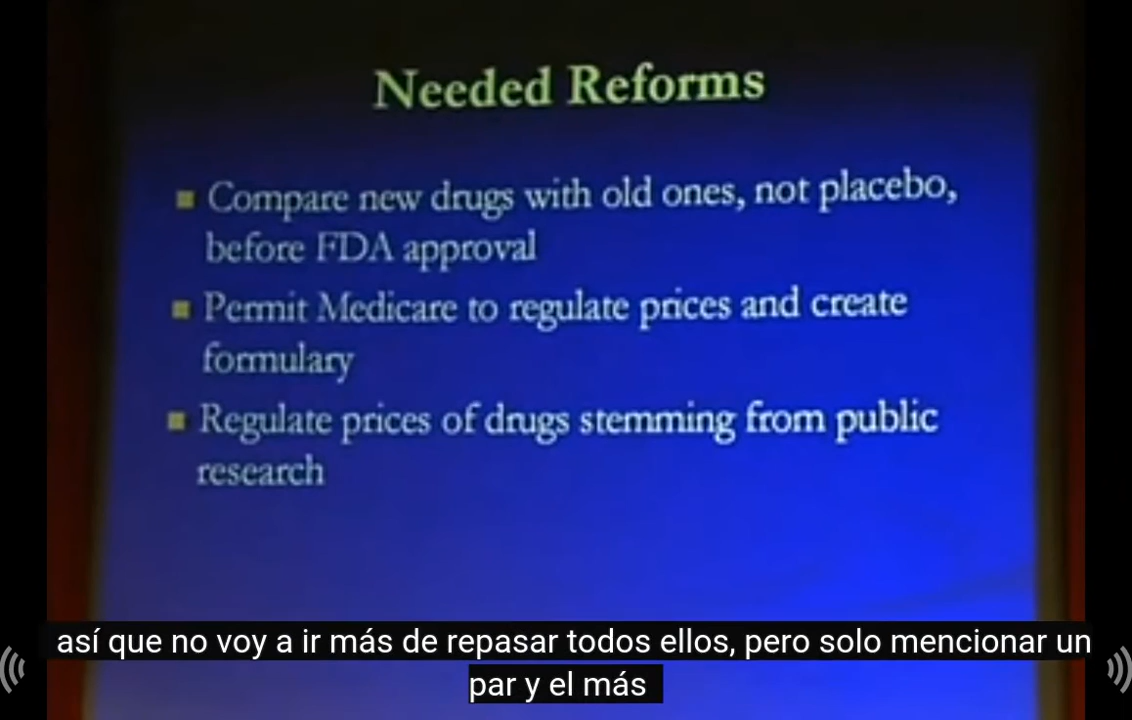 Needed Reforms
Compare new drugs with old ones, not placebo,
before FDA approval
Permit Medicare to regulate prices and create
formulary
Regulate prices of drugs stemming from public
research
así que no voy a ir más de repasar todos ellos, pero solo mencionar un
par y el más